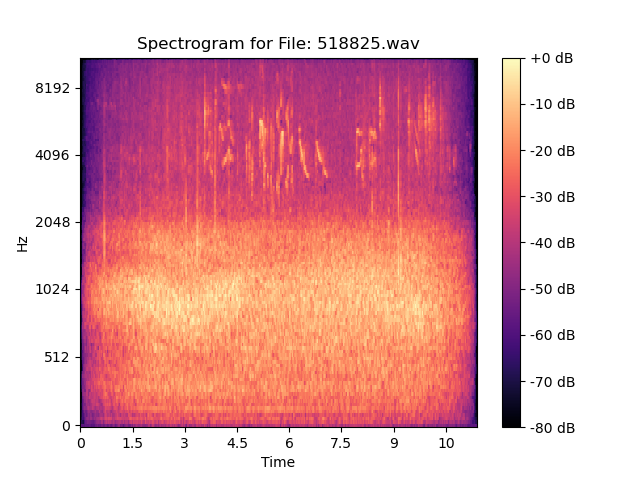 Spectrogram for File: 518825.wav
8192
4096
2048
1024
512
0
Hz
0
1.5
3
4.5
6
7.5
9
10
Time
+0 dB
-10 dB
-20 dB
-30 dB
-40 dB
-50 dB
-60 dB
-70 dB
-80 dB